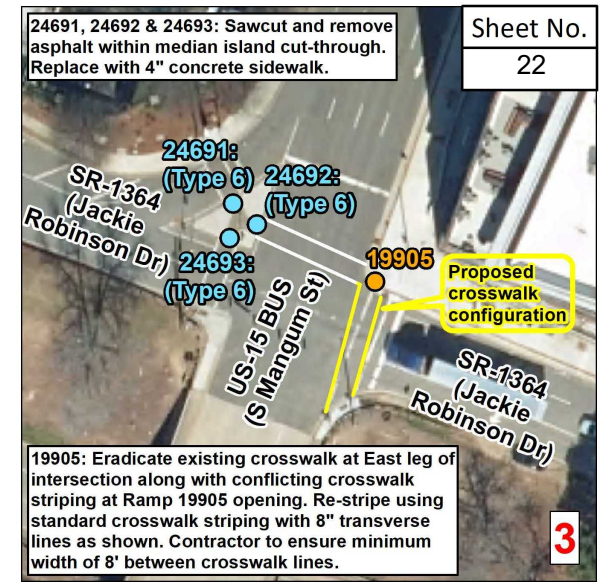 24691, 24692 & 24693: Sawcut and remove
asphalt within median island cut-through.
Replace with 4" concrete sidewalk.
Sheet No.
22
24691:
(Type 6)
24692:
(Type 6)
24693:
(Type 6)
SR-1364
(Jackie
Robinson Dr)
19905
Proposed
crosswalk
configuration
US-15 BUS
(S Mangum St)
SR-1364
(Jackie
Robinson Dr)
19905: Eradicate existing crosswalk at East leg of
intersection along with conflicting crosswalk
striping at Ramp 19905 opening. Re-stripe using
standard crosswalk striping with 8" transverse
lines as shown. Contractor to ensure minimum
width of 8' between crosswalk lines.
3